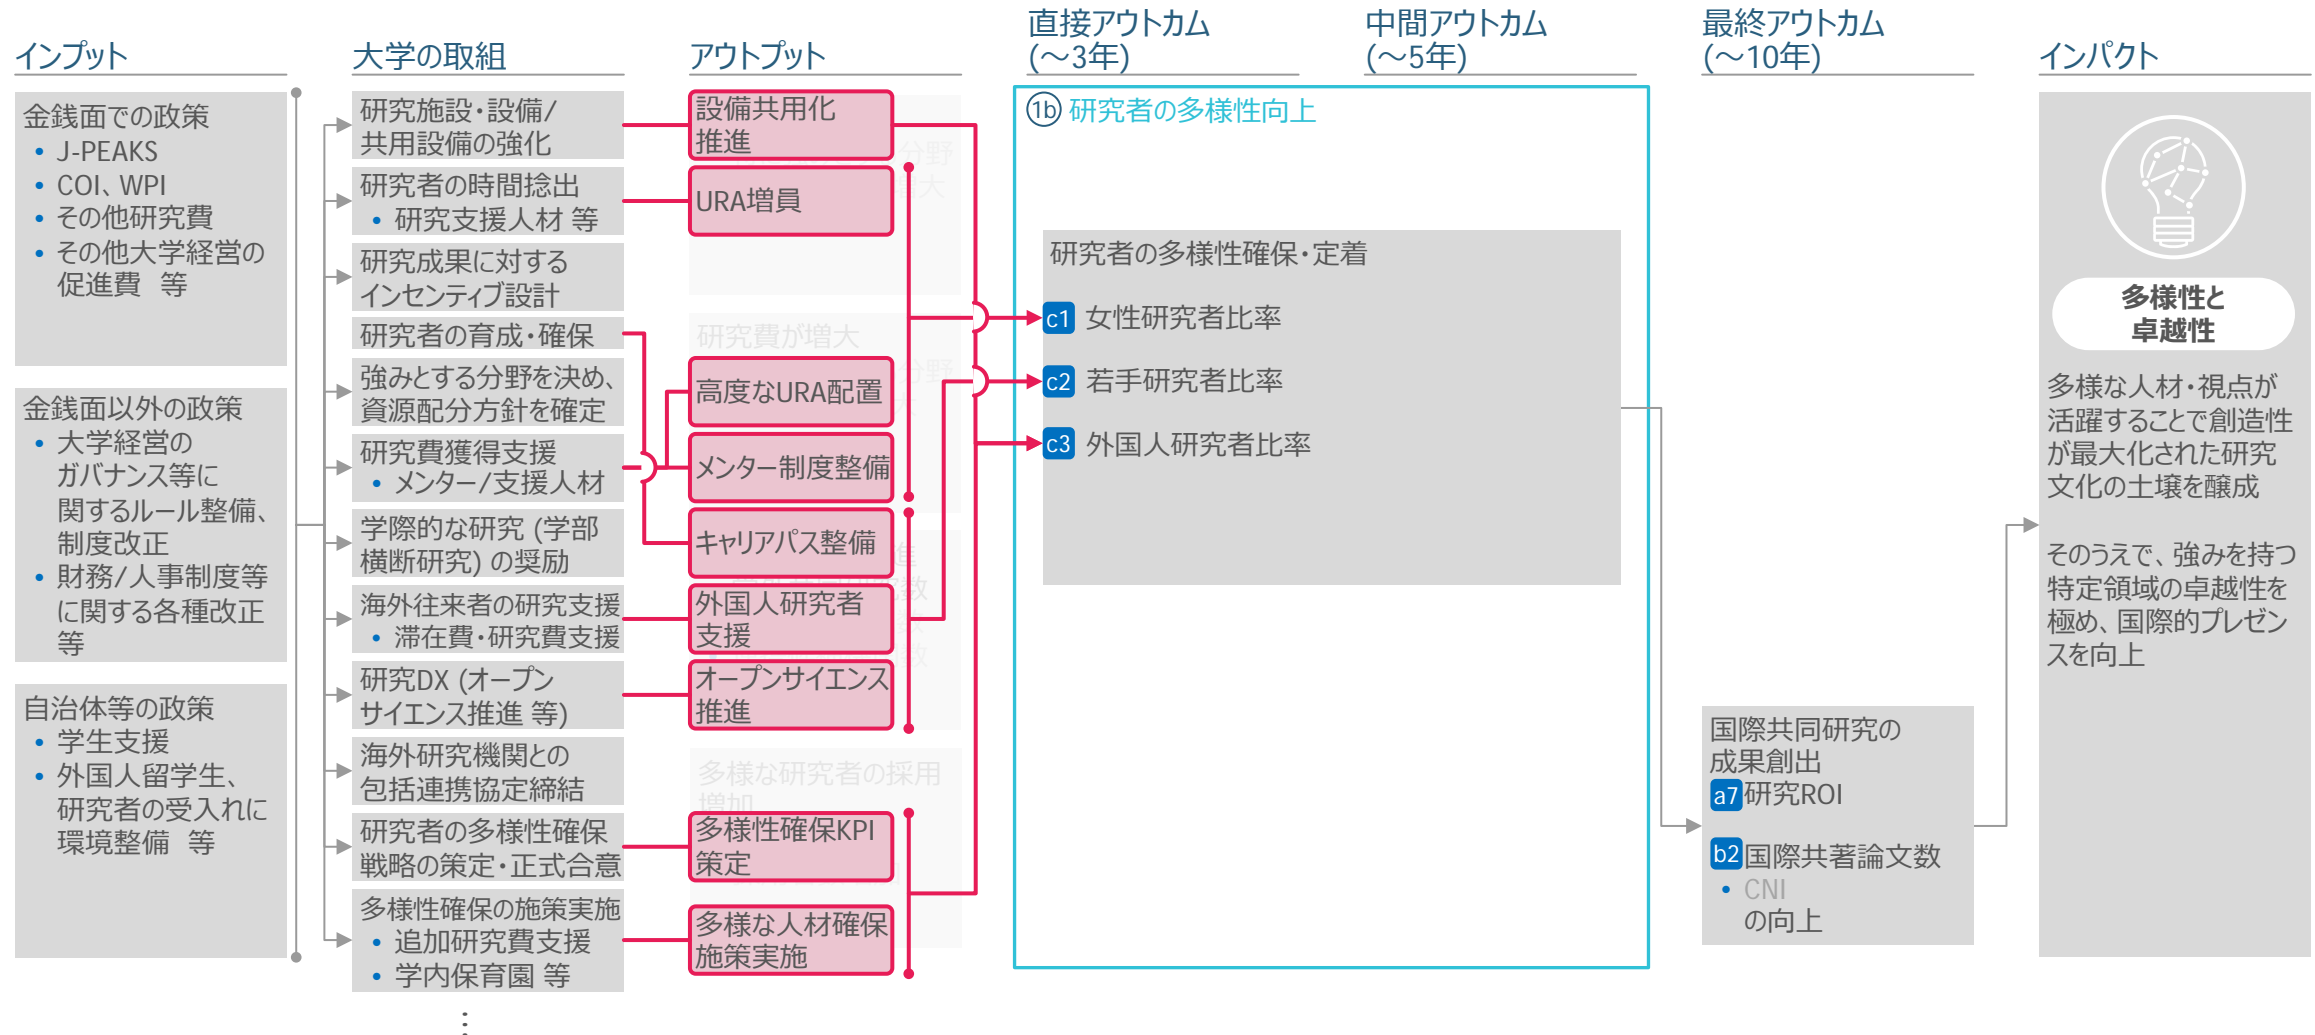 インプット
金銭面での政策
• J-PEAKS
• COI、WPI
• その他研究費
• その他大学経営の
促進費　等
金銭面以外の政策
• 大学経営の
ガバナンス等に
関するルール整備、
制度改正
• 財務/人事制度等
に関する各種改正
等
自治体等の政策
• 学生支援
• 外国人留学生、
研究者の受入れに
環境整備　等
大学の取組
研究施設・設備/
共用設備の強化
研究者の時間捻出
• 研究支援人材 等
研究成果に対する
インセンティブ設計
研究者の育成・確保
強みとする分野を決め、
資源配分方針を確定
研究費獲得支援
• メンター/支援人材
学際的な研究 (学部
横断研究) の奨励
海外往来者の研究支援
• 滞在費・研究費支援
研究DX (オープン
サイエンス推進 等)
海外研究機関との
包括連携協定締結
研究者の多様性確保
戦略の策定・正式合意
多様性確保の施策実施
• 追加研究費支援
• 学内保育園 等
⋮
アウトプット
設備共用化
推進
分野
増大
URA増員
研究費が増大
分野
大
高度なURA配置
メンター制度整備
キャリアパス整備
進
究数
外国人研究者
支援
数
数
オープンサイエンス
推進
多様な研究者の採用
増加
多様性確保KPI
策定
多様な人材確保
施策実施
直接アウトカム
(～3年)
中間アウトカム
(～5年)
1b 研究者の多様性向上
研究者の多様性確保・定着
c1 女性研究者比率
c2 若手研究者比率
c3 外国人研究者比率
最終アウトカム
(～10年)
国際共同研究の
成果創出
a7 研究ROI
b2 国際共著論文数
• CNI
の向上
インパクト
多様性と
卓越性
多様な人材・視点が
活躍することで創造性
が最大化された研究
文化の土壌を醸成
そのうえで、強みを持つ
特定領域の卓越性を
極め、国際的プレゼン
スを向上